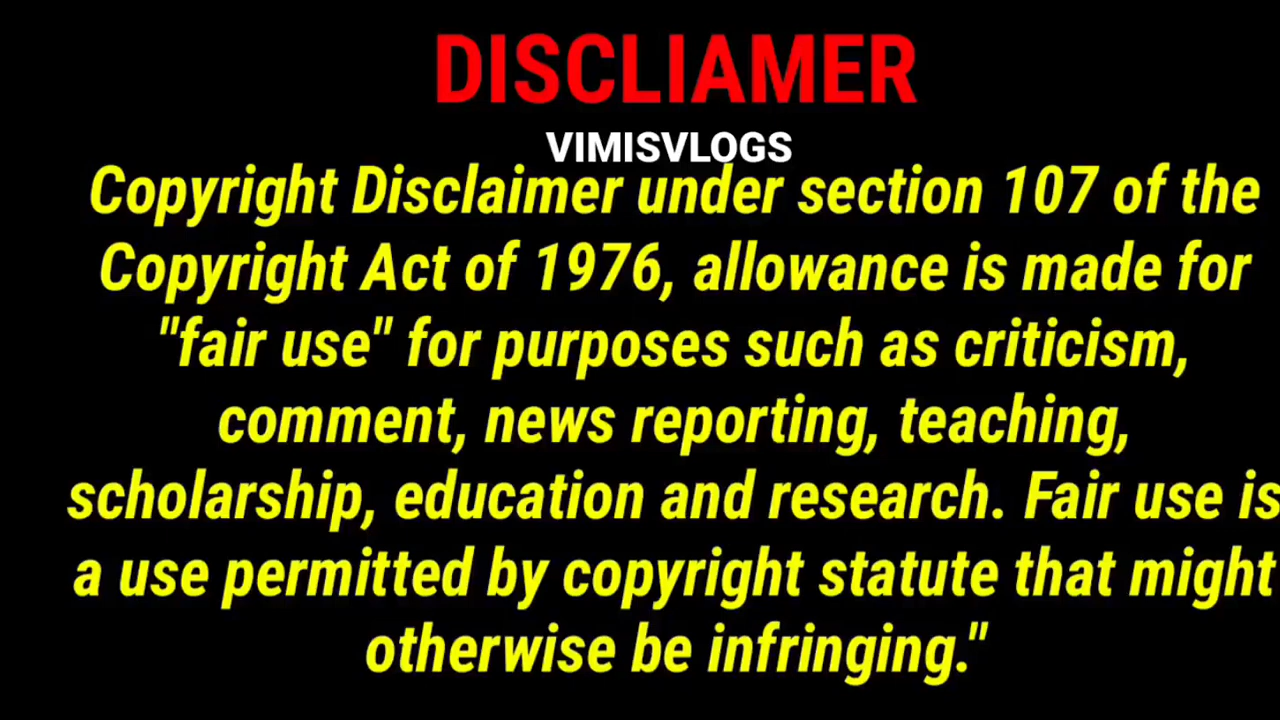 DISCLIAMER
VIMISVLOGS
Copyright Disclaimer under section 107 of the
Copyright Act of 1976, allowance is made for
"fair use" for purposes such as criticism,
comment, news reporting, teaching,
scholarship, education and research. Fair use is
a use permitted by copyright statute that might
otherwise be infringing."